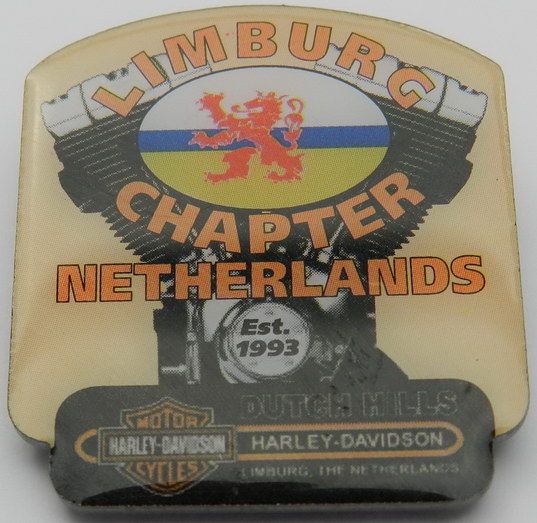 LIMBURG
CHAPTER
NETHERLANDS
Est.
1993
DUTCH HILLS
MOTOR
HARLEY-DAVIDSON
CYCLES
HARLEY-DAVIDSON
LIMBURG, THE NETHERLANDS